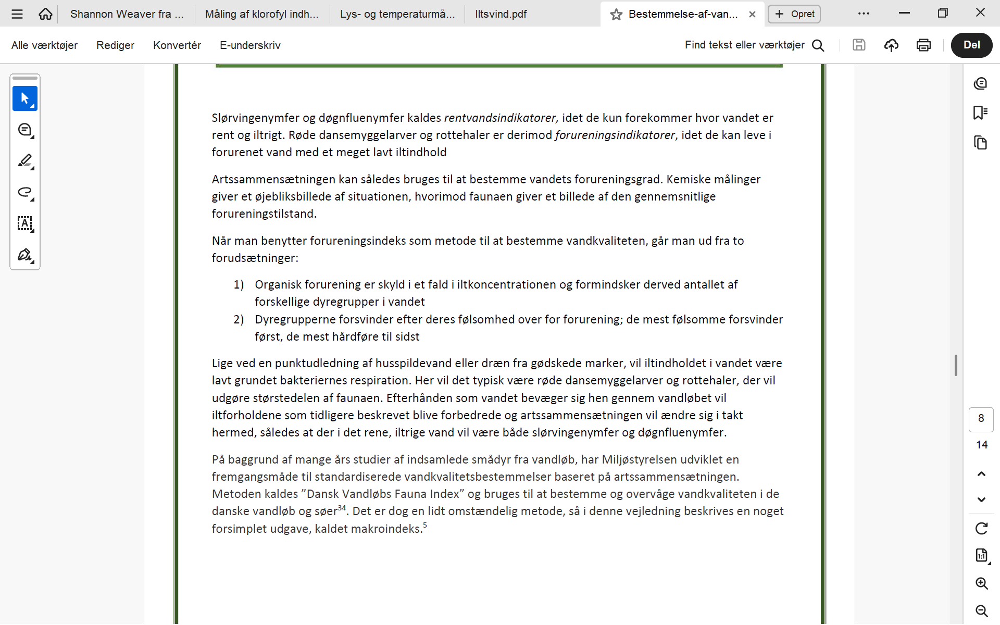 Shannon Weaver fra ...
Måling af klorofyl indh...
Lys- og temperaturmå...
Iltsvind.pdf
Bestemmelse-af-van...
Opret
Alle værktøjer
Rediger
Konvertér
E-underskriv
Find tekst eller værktøjer
Del
Slørvingenymfer og døgnfluenymfer kaldes rentvandsindikatorer, idet de kun forekommer hvor vandet er
rent og iltrigt. Røde dansemyggelarver og rottehaler er derimod forureningsindikatorer, idet de kan leve i
forurenet vand med et meget lavt iltindhold
Artssammensætningen kan således bruges til at bestemme vandets forureningsgrad. Kemiske målinger
giver et øjebliksbillede af situationen, hvorimod faunaen giver et billede af den gennemsnitlige
forureningstilstand.
Når man benytter forureningsindeks som metode til at bestemme vandkvaliteten, går man ud fra to
forudsætninger:
1) Organisk forurening er skyld i et fald i iltkoncentrationen og formindsker derved antallet af
forskellige dyregrupper i vandet
2) Dyregrupperne forsvinder efter deres følsomhed over for forurening; de mest følsomme forsvinder
først, de mest hårdføre til sidst
Lige ved en punktudledning af husspildevand eller dræn fra gødskede marker, vil iltindholdet i vandet være
lavt grundet bakteriernes respiration. Her vil det typisk være røde dansemyggelarver og rottehaler, der vil
udgøre størstedelen af faunaen. Efterhånden som vandet bevæger sig hen gennem vandløbet vil
iltforholdene som tidligere beskrevet blive forbedrede og artssammensætningen vil ændre sig i takt
hermed, således at der i det rene, iltrige vand vil være både slørvingenymfer og døgnfluenymfer.
På baggrund af mange års studier af indsamlede smådyr fra vandløb, har Miljøstyrelsen udviklet en
fremgangsmåde til standardiserede vandkvalitetsbestemmelser baseret på artssammensætningen.
Metoden kaldes ”Dansk Vandløbs Fauna Index” og bruges til at bestemme og overvåge vandkvaliteten i de
danske vandløb og søer34. Det er dog en lidt omstændelig metode, så i denne vejledning beskrives en noget
forsimplet udgave, kaldet makroindeks.5
8
14
1:1